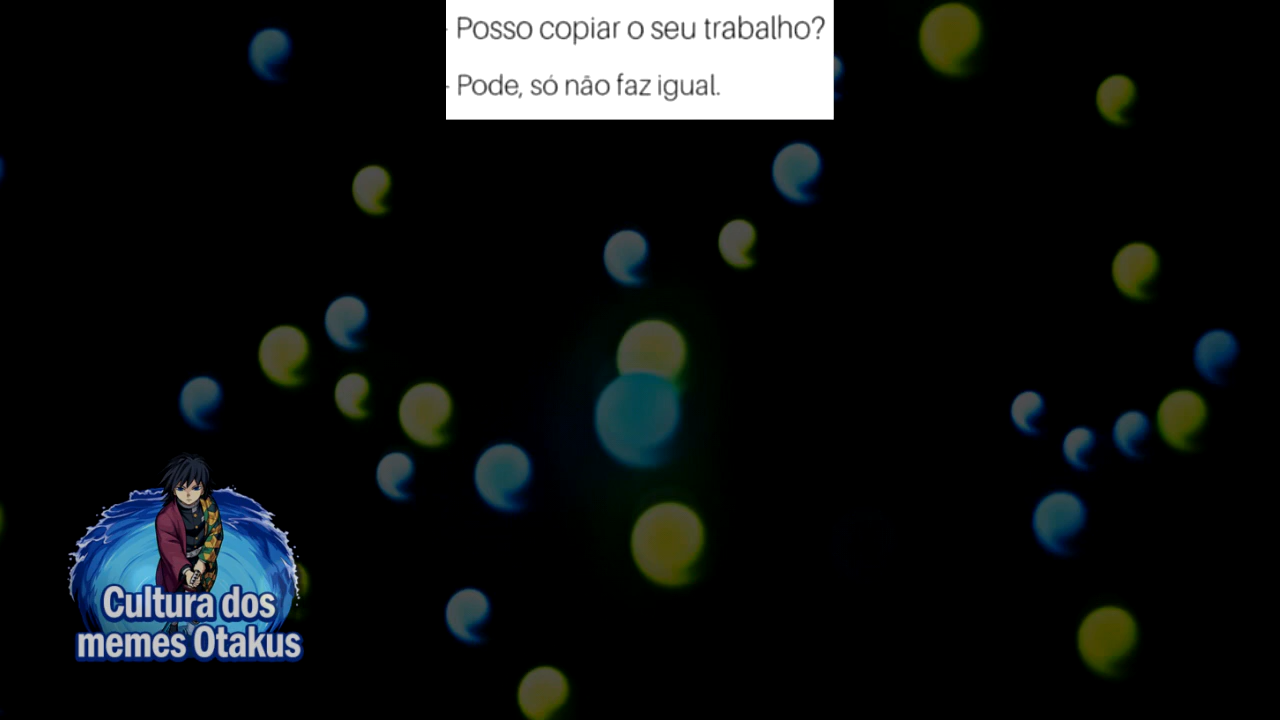 - Posso copiar o seu trabalho?
- Pode, só não faz igual.
Cultura dos
memes Otakus